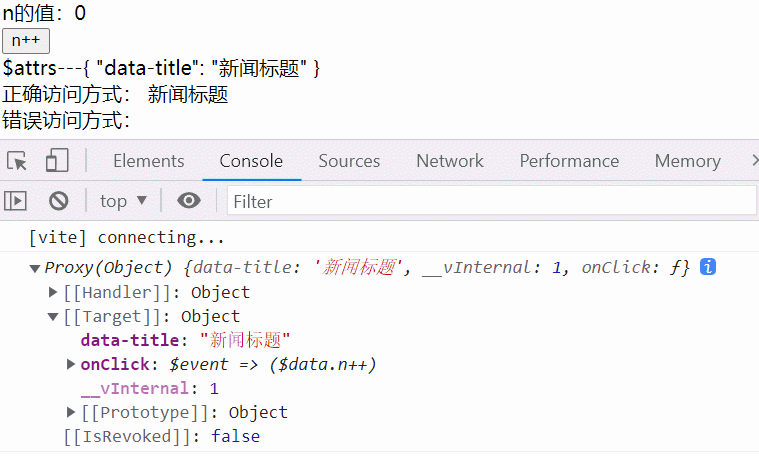 n的值：0
n++
$attrs---{ "data-title": "新闻标题" }
正确访问方式： 新闻标题
错误访问方式：
Elements Console Sources Network Performance Memory
top ▼ Filter
[vite] connecting...
▼Proxy(Object) {data-title: '新闻标题', __vInternal: 1, onClick: ƒ} i
▶[[Handler]]: Object
▼[[Target]]: Object
data-title: "新闻标题"
▶onClick: $event => ($data.n++)
__vInternal: 1
▶[[Prototype]]: Object
[[IsRevoked]]: false